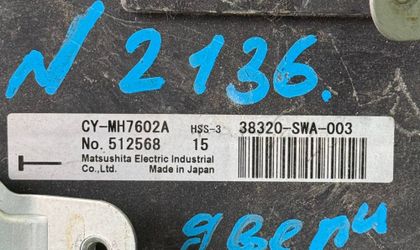 N 2136.
CY-MH7602A HSS-3 38320-SWA-003
No. 512568 15
Matsushita Electric Industrial
Co.,Ltd. Made in Japan
двери